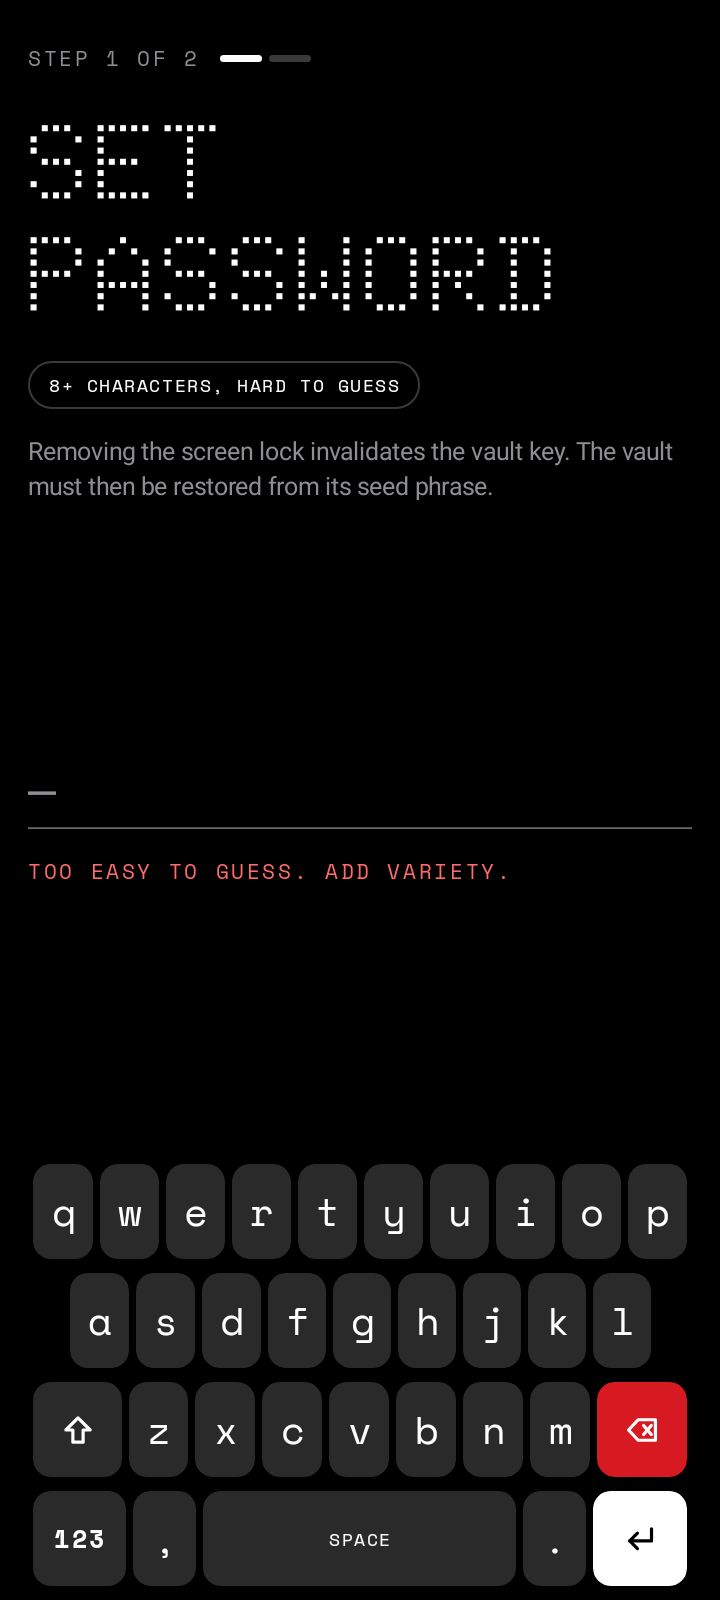 STEP 1 OF 2
SET
PASSWORD
8+ CHARACTERS, HARD TO GUESS
Removing the screen lock invalidates the vault key. The vault
must then be restored from its seed phrase.
TOO EASY TO GUESS. ADD VARIETY.
q w e r t y u i o p
a s d f g h j k l
z x c v b n m
123 , SPACE .